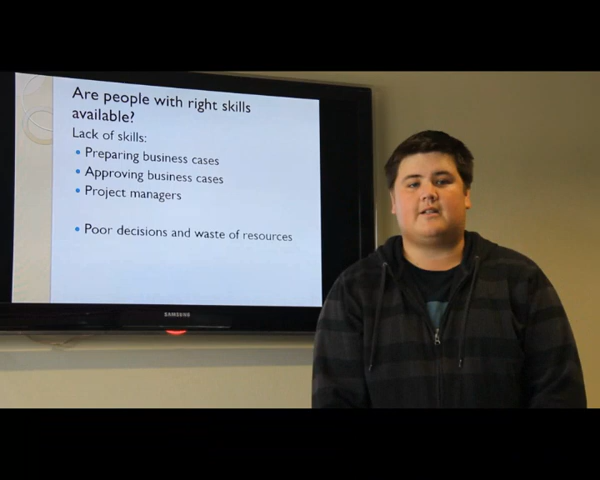 Are people with right skills
available?
Lack of skills:
• Preparing business cases
• Approving business cases
• Project managers
• Poor decisions and waste of resources
SAMSUNG